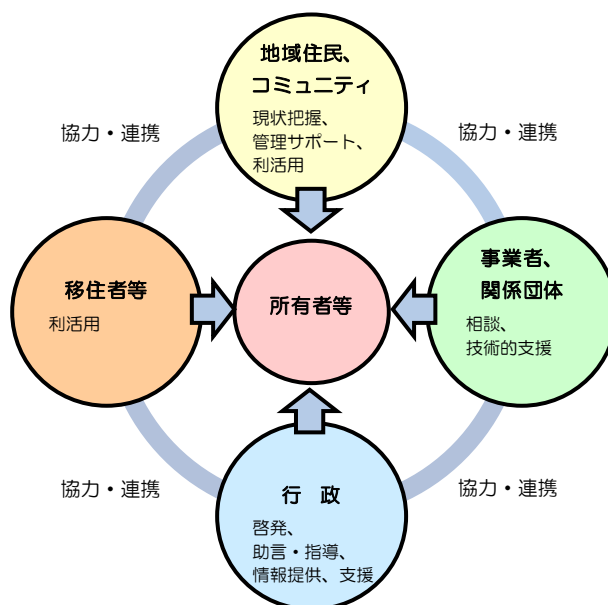 地域住民、
コミュニティ
現状把握、
管理サポート、
利活用
協力・連携
協力・連携
移住者等
利活用
所有者等
事業者、
関係団体
相談、
技術的支援
協力・連携
協力・連携
行　政
啓発、
助言・指導、
情報提供、支援